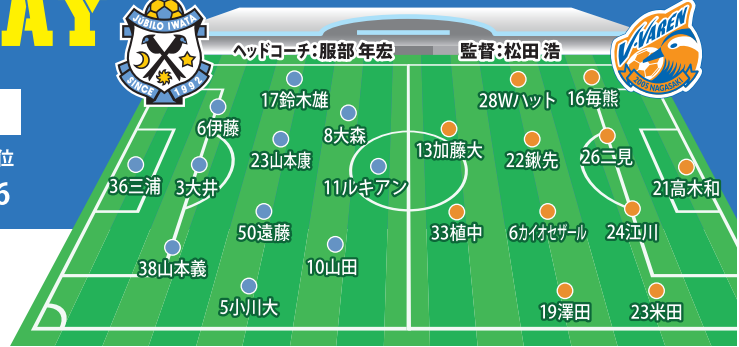 AY
位
6
JÚBILO IWATA
SINCE 1992
V・VAREN
2005 NAGASAKI
ヘッドコーチ:服部 年宏
監督:松田 浩
17鈴木雄
28Wハット
16毎熊
6伊藤
8大森
13加藤大
23山本康
22鍬先
26二見
36三浦
3大井
11ルキアン
21高木和
50遠藤
33植中
6カイオセザール
24江川
38山本義
10山田
5小川大
19澤田
23米田